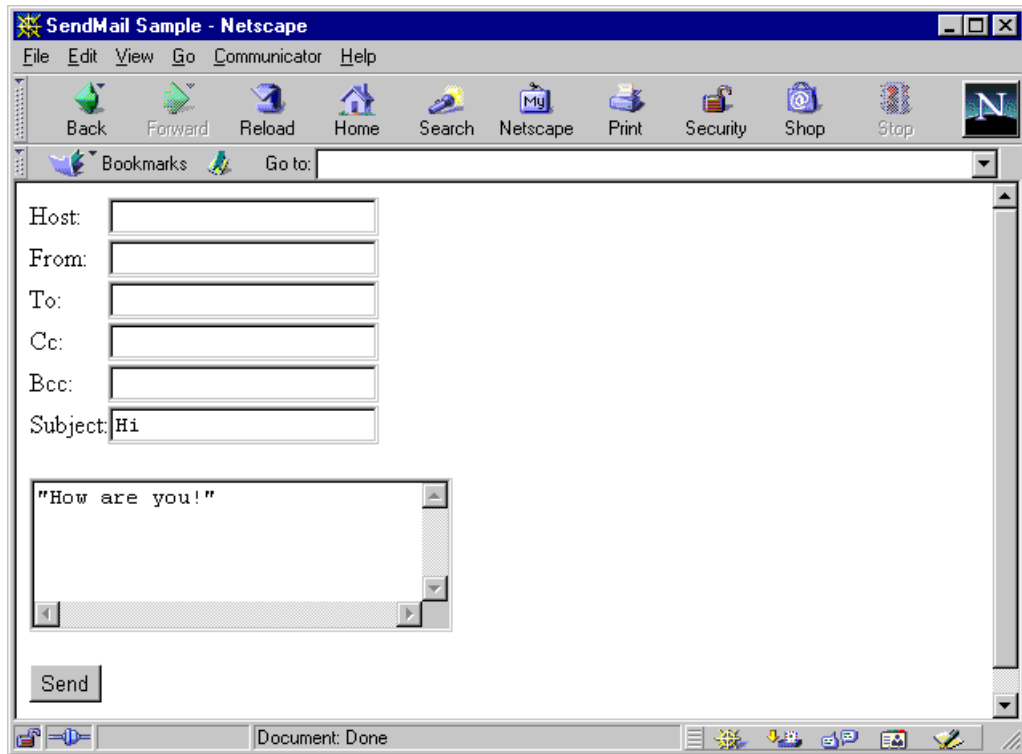 SendMail Sample - Netscape
File Edit View Go Communicator Help
Back Forward Reload Home Search Netscape Print Security Shop Stop
My
N
Bookmarks Go to:
Host:
From:
To:
Cc:
Bcc:
Subject: Hi
"How are you!"
Send
Document: Done